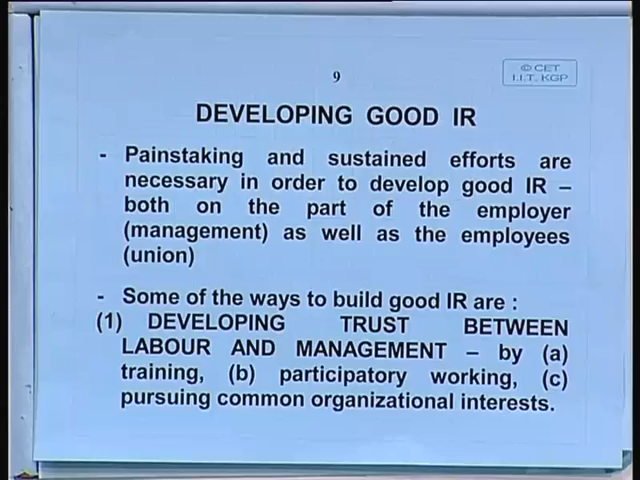 © CET
I.I.T. KGP
9
DEVELOPING GOOD IR
- Painstaking and sustained efforts are
necessary in order to develop good IR –
both on the part of the employer
(management) as well as the employees
(union)
- Some of the ways to build good IR are :
(1) DEVELOPING TRUST BETWEEN
LABOUR AND MANAGEMENT – by (a)
training, (b) participatory working, (c)
pursuing common organizational interests.